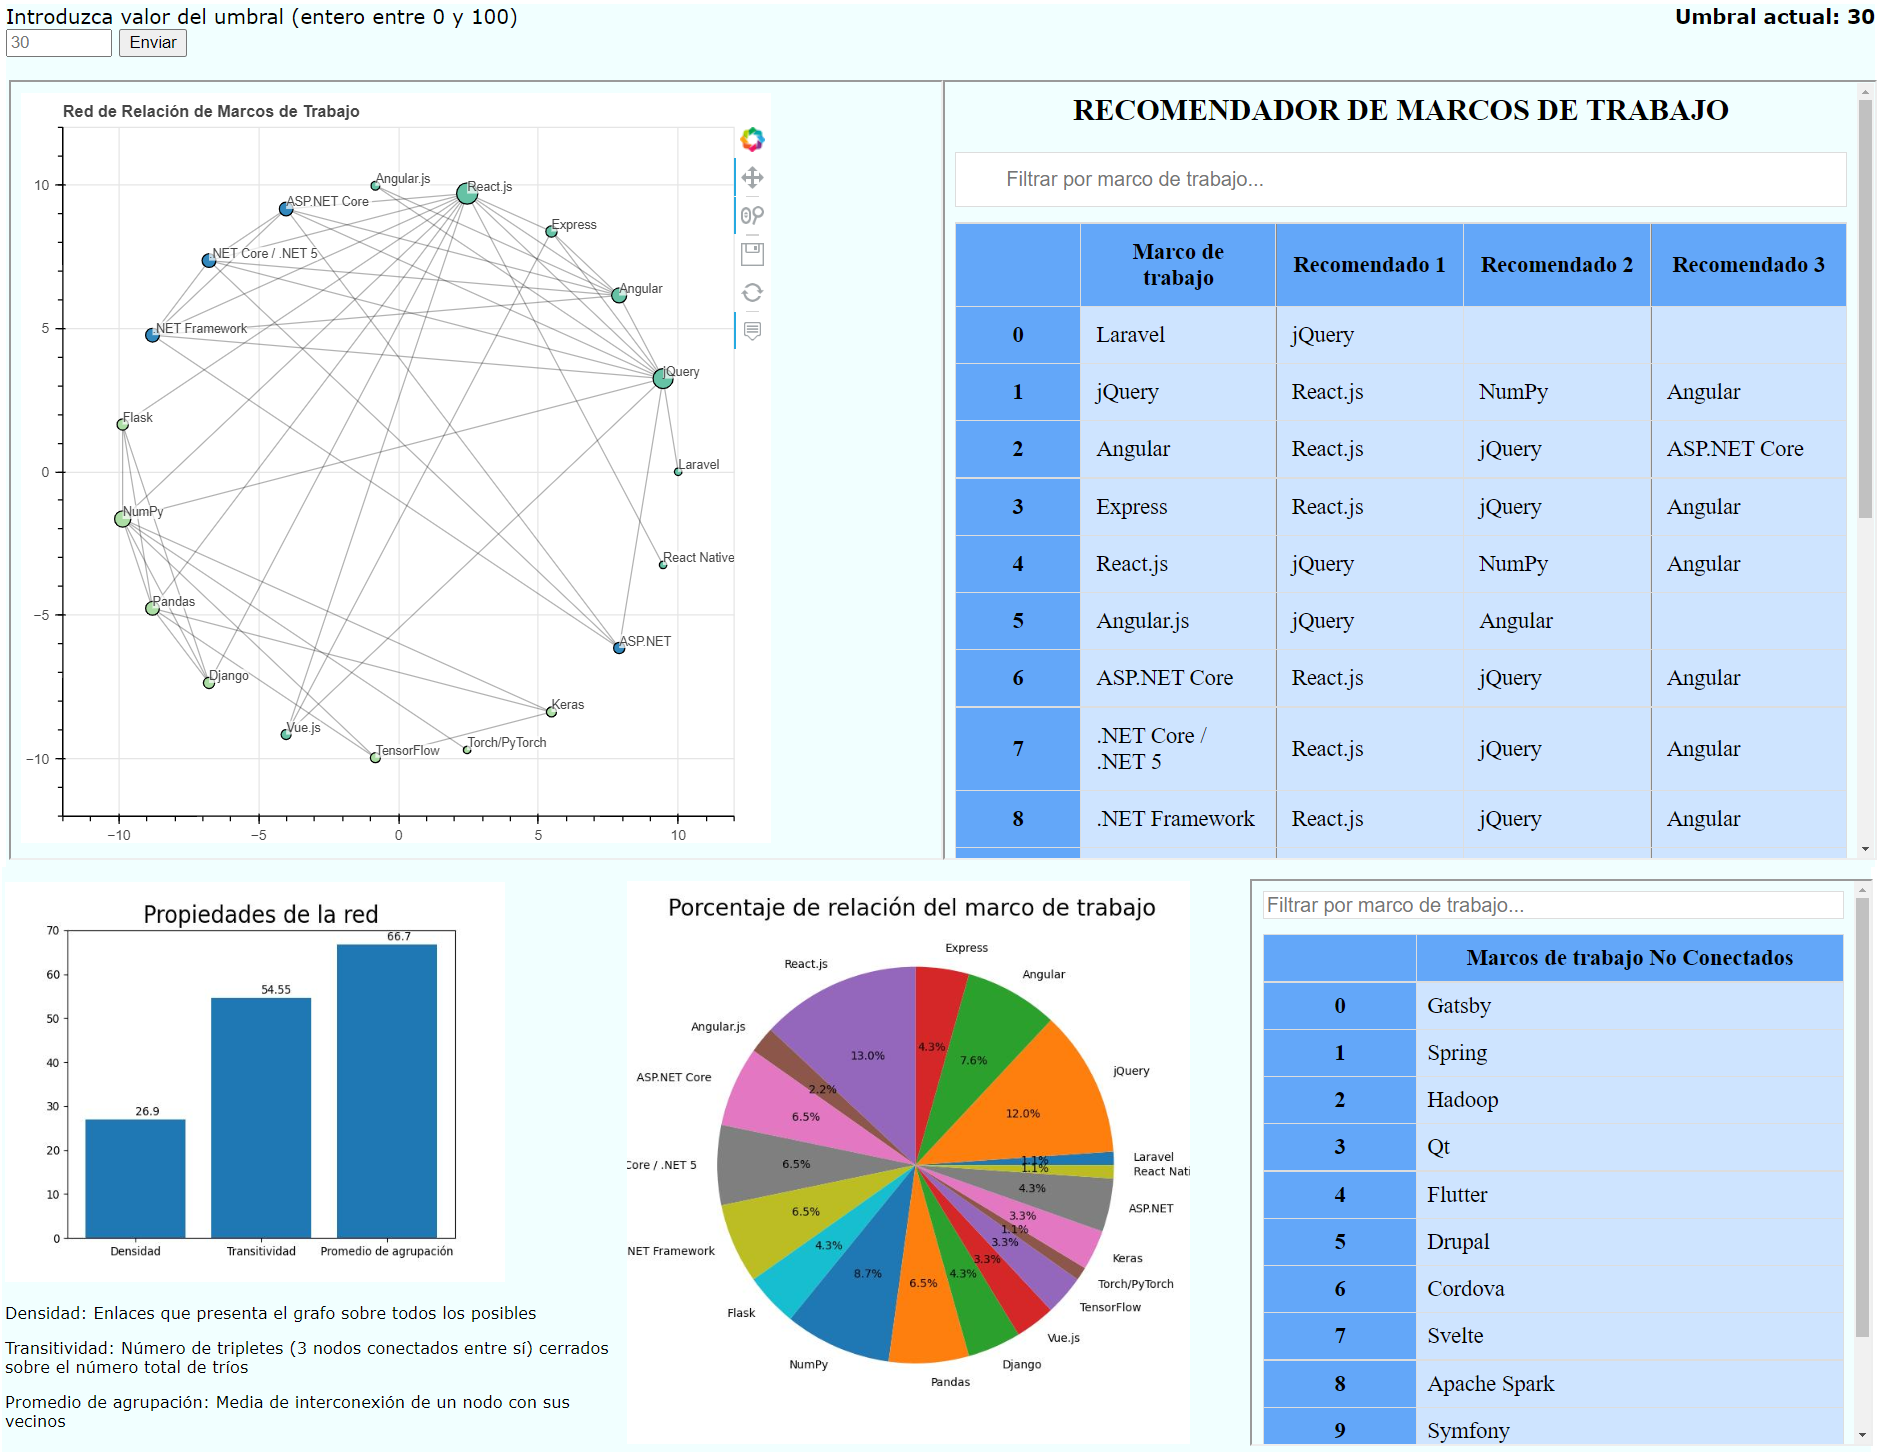 Introduzca valor del umbral (entero entre 0 y 100)
Umbral actual: 30
30
Enviar
Red de Relación de Marcos de Trabajo
Angular.js
React.js
ASP.NET Core
Express
.NET Core / .NET 5
Angular
.NET Framework
jQuery
Flask
Laravel
NumPy
React Native
Pandas
ASP.NET
Django
Keras
Vue.js
Torch/PyTorch
TensorFlow
10
5
0
−5
−10
−10
−5
0
5
10
RECOMENDADOR DE MARCOS DE TRABAJO
Filtrar por marco de trabajo...
Marco de trabajo Recomendado 1 Recomendado 2 Recomendado 3
0 Laravel jQuery
1 jQuery React.js NumPy Angular
2 Angular React.js jQuery ASP.NET Core
3 Express React.js jQuery Angular
4 React.js jQuery NumPy Angular
5 Angular.js jQuery Angular
6 ASP.NET Core React.js jQuery Angular
7 .NET Core / .NET 5 React.js jQuery Angular
8 .NET Framework React.js jQuery Angular
Propiedades de la red
70
60
50
40
30
20
10
0
26.9
54.55
66.7
Densidad
Transitividad
Promedio de agrupación
Densidad: Enlaces que presenta el grafo sobre todos los posibles
Transitividad: Número de tripletes (3 nodos conectados entre sí) cerrados
sobre el número total de tríos
Promedio de agrupación: Media de interconexión de un nodo con sus
vecinos
Porcentaje de relación del marco de trabajo
Express
4.3%
Angular
7.6%
jQuery
12.0%
Laravel
1.1%
React Nati
1.1%
ASP.NET
4.3%
Keras
3.3%
Torch/PyTorch
1.1%
TensorFlow
3.3%
Vue.js
3.3%
Django
4.3%
Pandas
6.5%
NumPy
8.7%
Flask
4.3%
NET Framework
6.5%
Core / .NET 5
6.5%
ASP.NET Core
6.5%
Angular.js
2.2%
React.js
13.0%
Filtrar por marco de trabajo...
Marcos de trabajo No Conectados
0 Gatsby
1 Spring
2 Hadoop
3 Qt
4 Flutter
5 Drupal
6 Cordova
7 Svelte
8 Apache Spark
9 Symfony